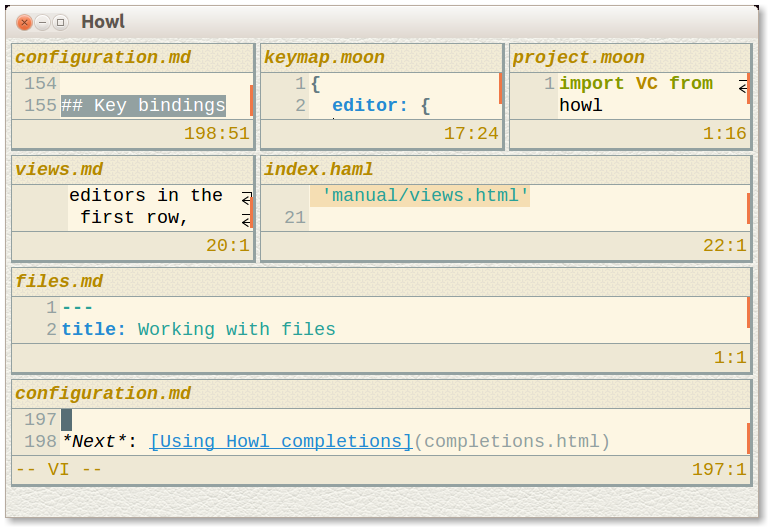 Howl
configuration.md
154
155 ## Key bindings
198:51
keymap.moon
1 {
2 editor: {
17:24
project.moon
1 import VC from
howl
1:16
views.md
editors in the
first row,
20:1
index.haml
'manual/views.html'
21
22:1
files.md
1 ---
2 title: Working with files
1:1
configuration.md
197
198 *Next*: [Using Howl completions](completions.html)
-- VI -- 197:1